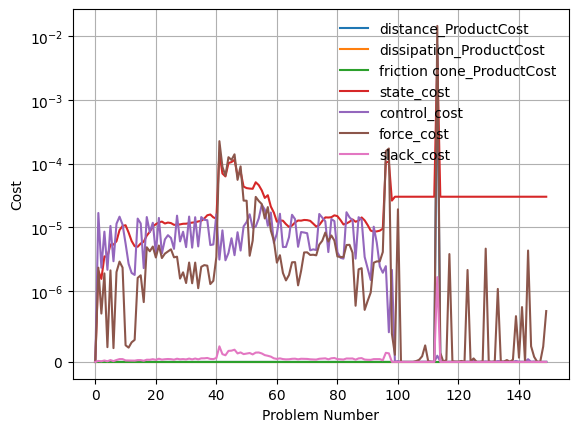 10⁻²
10⁻³
10⁻⁴
10⁻⁵
10⁻⁶
0
Cost
distance_ProductCost
dissipation_ProductCost
friction cone_ProductCost
state_cost
control_cost
force_cost
slack_cost
0 20 40 60 80 100 120 140
Problem Number